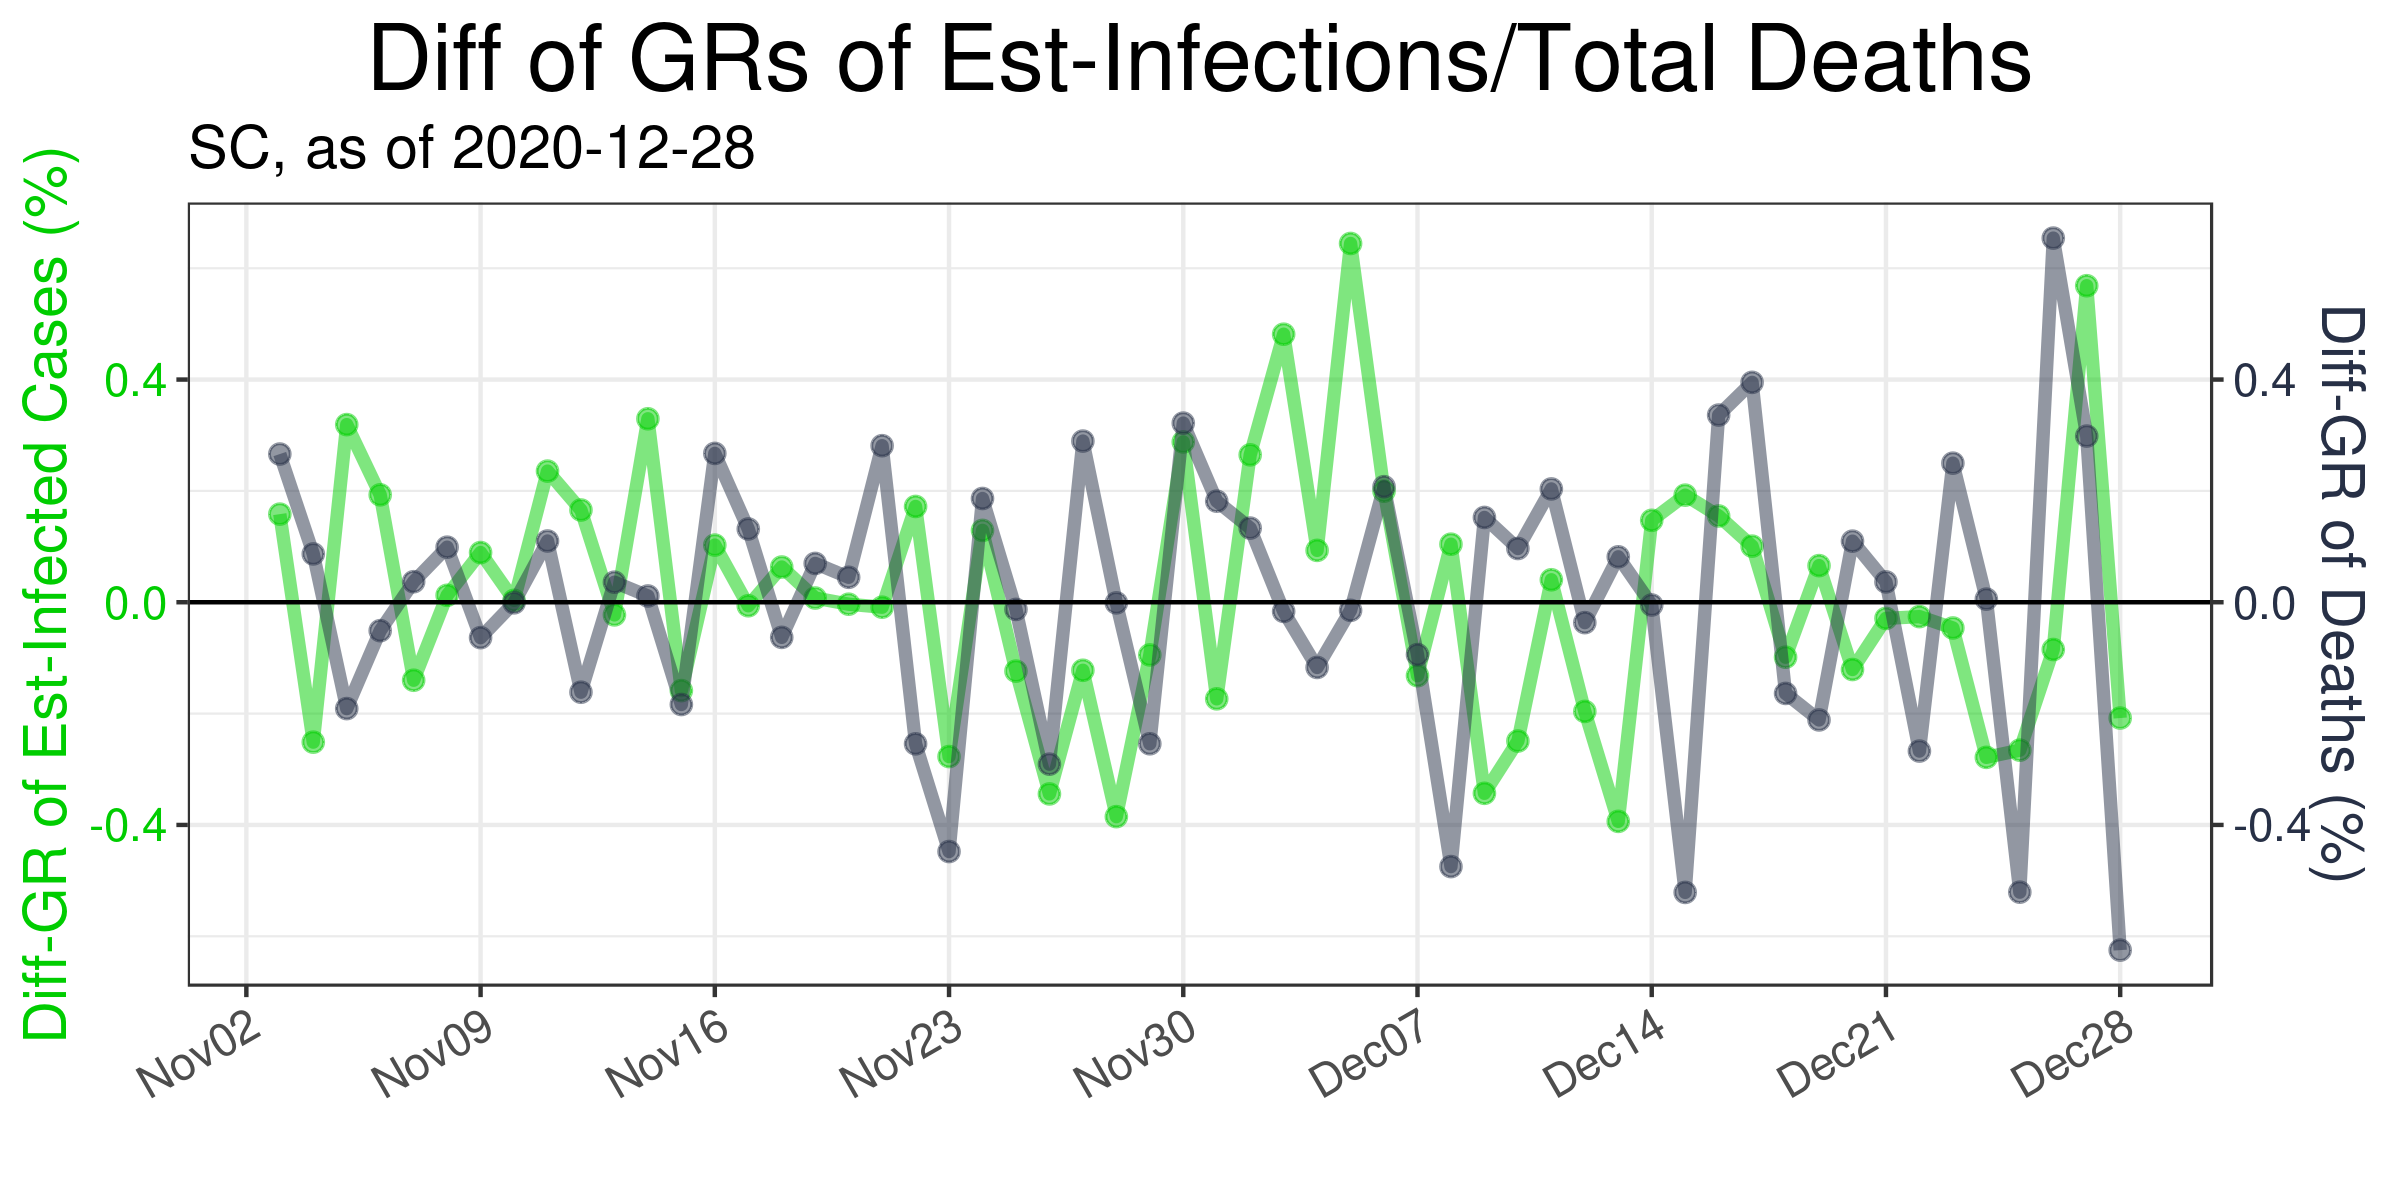 Diff of GRs of Est-Infections/Total Deaths
SC, as of 2020-12-28
Diff-GR of Est-Infected Cases (%)
0.4
0.0
-0.4
0.4
0.0
-0.4
Diff-GR of Deaths (%)
Nov02
Nov09
Nov16
Nov23
Nov30
Dec07
Dec14
Dec21
Dec28